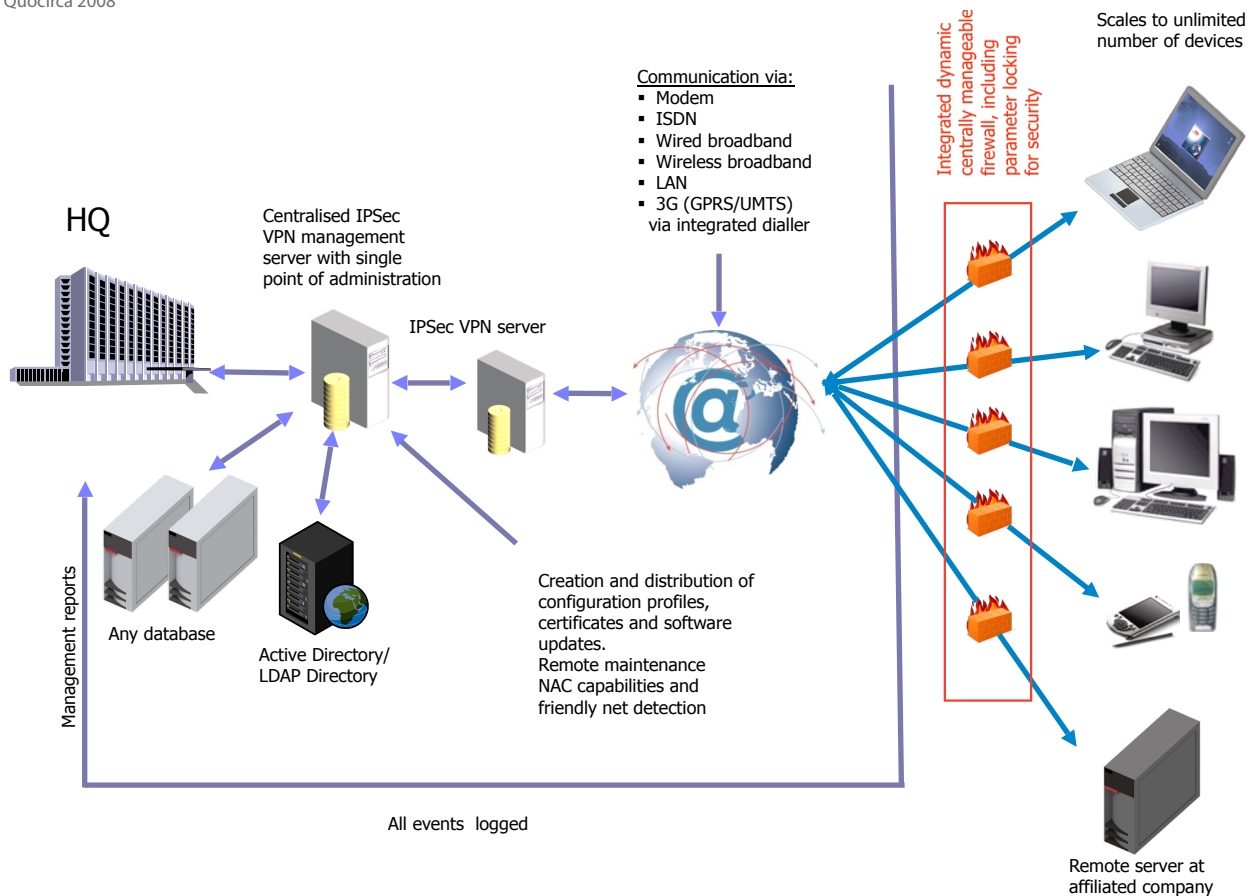 Quocirca 2008
Scales to unlimited
number of devices
Integrated dynamic
centrally manageable
firewall, including
parameter locking
for security
Communication via:
▪ Modem
▪ ISDN
▪ Wired broadband
▪ Wireless broadband
▪ LAN
▪ 3G (GPRS/UMTS)
via integrated dialler
HQ
Centralised IPSec
VPN management
server with single
point of administration
IPSec VPN server
@
Management reports
Any database
Active Directory/
LDAP Directory
Creation and distribution of
configuration profiles,
certificates and software
updates.
Remote maintenance
NAC capabilities and
friendly net detection
All events logged
Remote server at
affiliated company